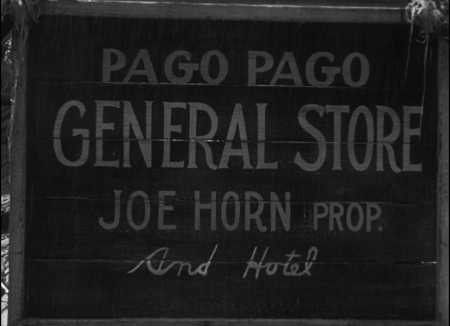 PAGO PAGO
GENERAL STORE
JOE HORN PROP.
And Hotel